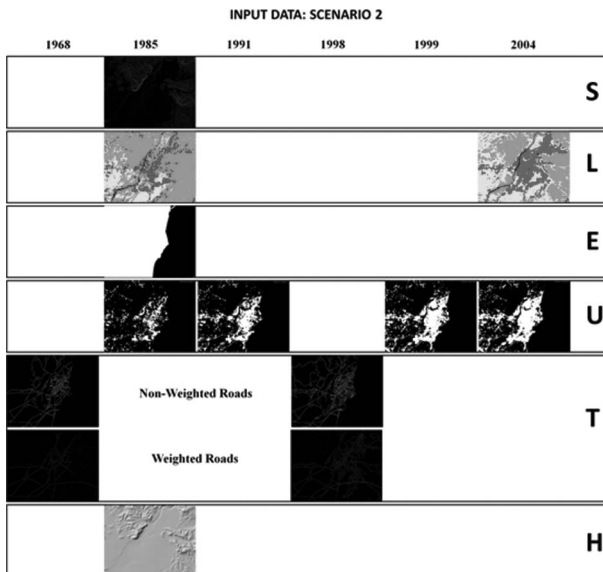 INPUT DATA: SCENARIO 2
1968 1985 1991 1998 1999 2004
S
L
E
U
Non-Weighted Roads
T
Weighted Roads
H